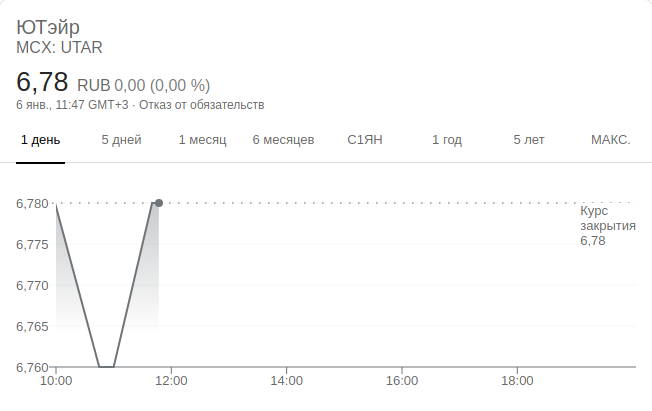 ЮТэйр
MCX: UTAR
6,78 RUB 0,00 (0,00 %)
6 янв., 11:47 GMT+3 · Отказ от обязательств
1 день 5 дней 1 месяц 6 месяцев С1ЯН 1 год 5 лет МАКС.
6,780
Курс
закрытия
6,78
6,775
6,770
6,765
6,760
10:00 12:00 14:00 16:00 18:00